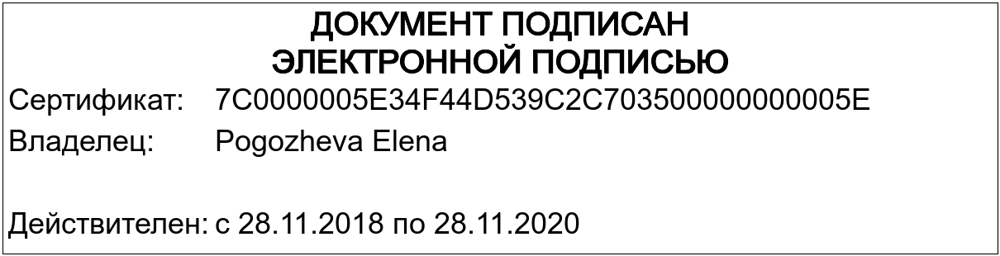 ДОКУМЕНТ ПОДПИСАН
ЭЛЕКТРОННОЙ ПОДПИСЬЮ
Сертификат: 7C0000005E34F44D539C2C703500000000005E
Владелец: Pogozheva Elena
Действителен: с 28.11.2018 по 28.11.2020